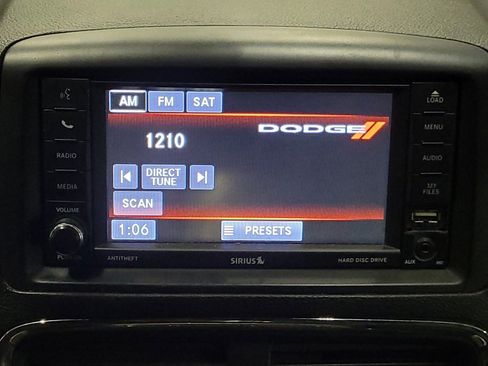 AM FM SAT
LOAD
DODGE
MENU
1210
RADIO
AUDIO
DIRECT
TUNE
MEDIA
MY
FILES
SCAN
VOLUME
1:06 PRESETS
POWER
AUX
ANTITHEFT SIRIUS HARD DISC DRIVE